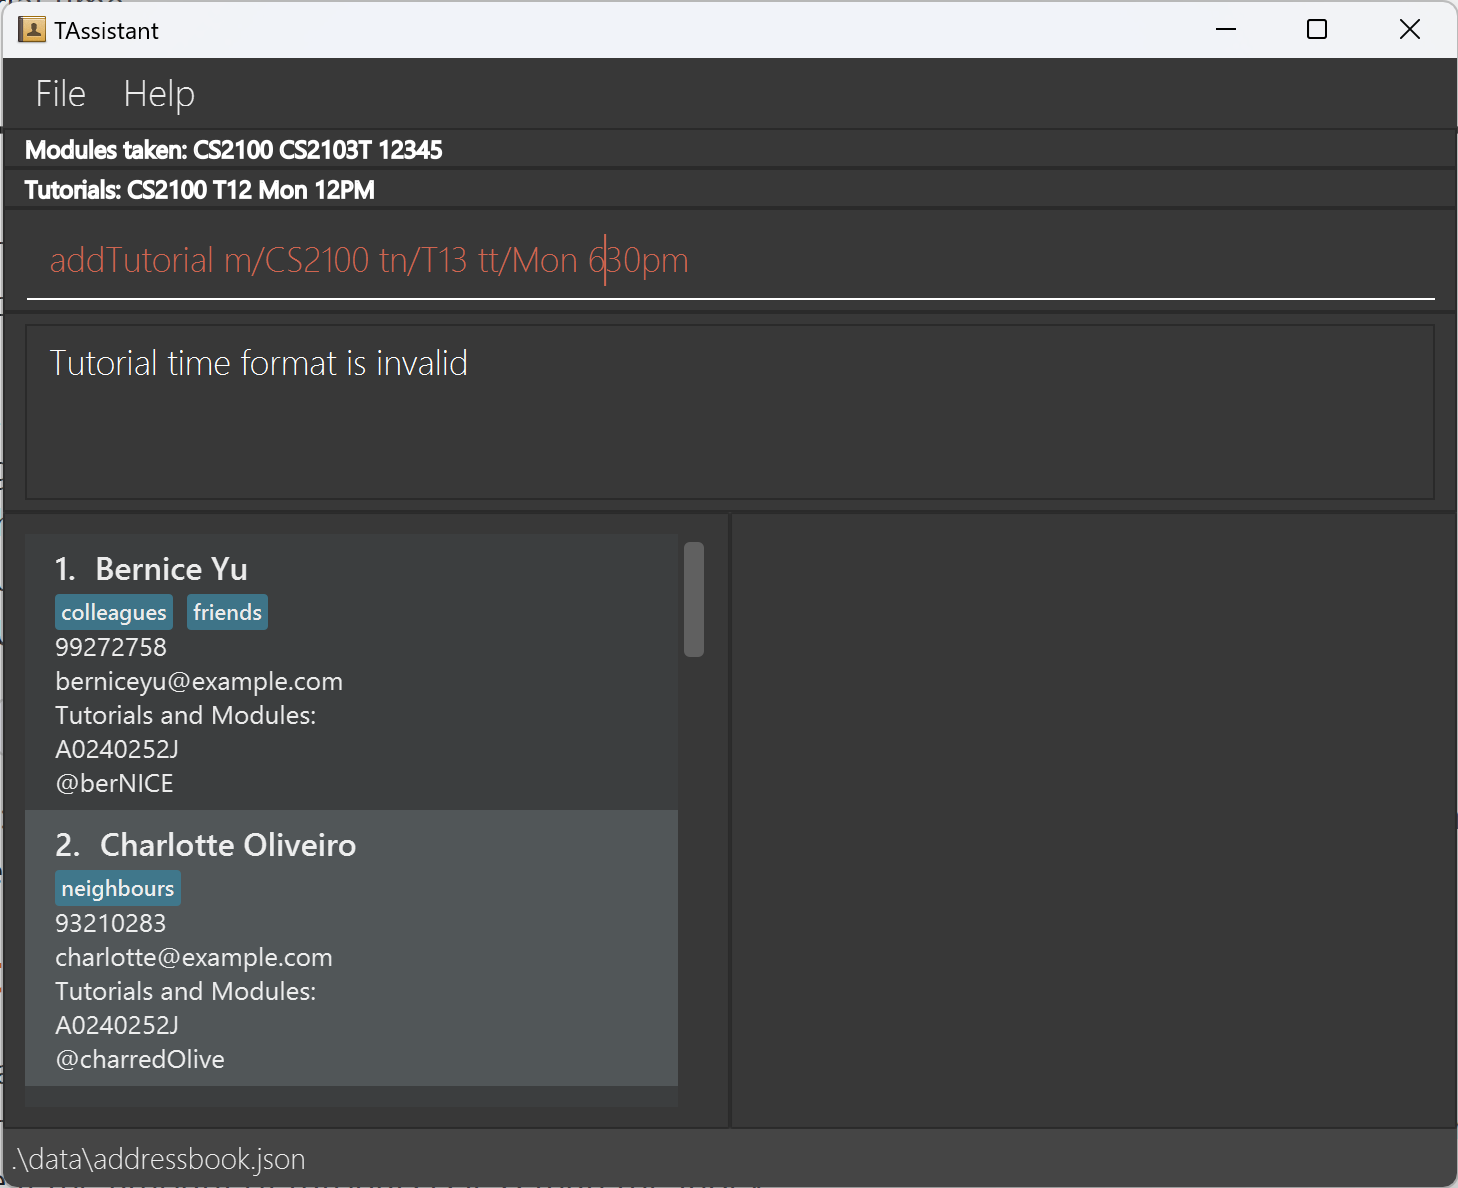 TAssistant
File Help
Modules taken: CS2100 CS2103T 12345
Tutorials: CS2100 T12 Mon 12PM
addTutorial m/CS2100 tn/T13 tt/Mon 630pm
Tutorial time format is invalid
1. Bernice Yu
colleagues friends
99272758
berniceyu@example.com
Tutorials and Modules:
A0240252J
@berNICE
2. Charlotte Oliveiro
neighbours
93210283
charlotte@example.com
Tutorials and Modules:
A0240252J
@charredOlive
.\data\addressbook.json